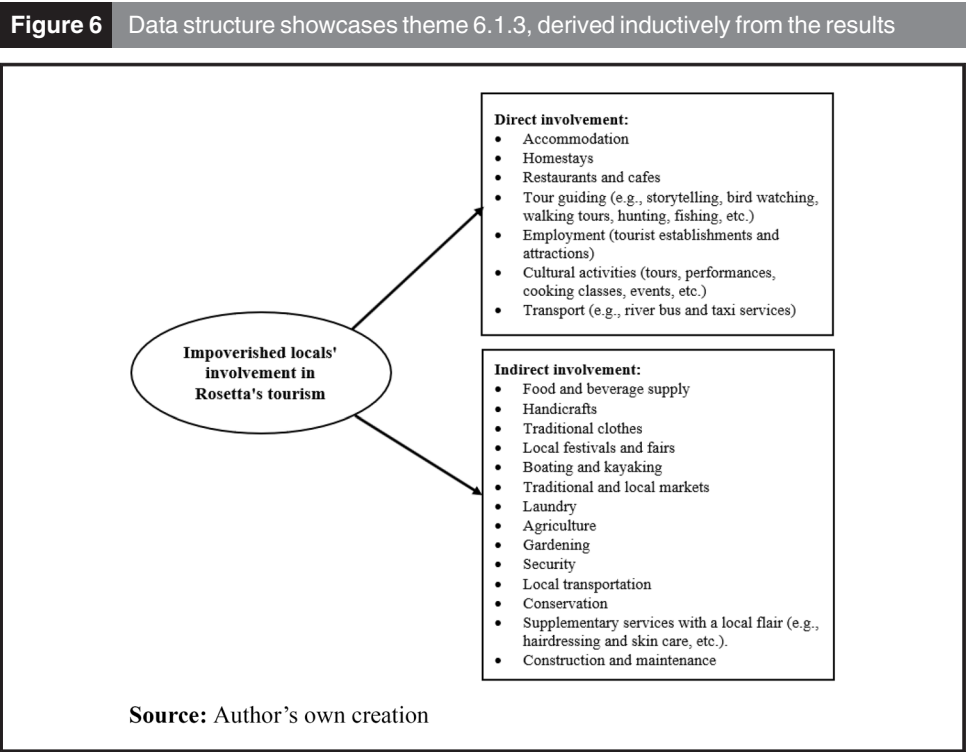 Figure 6 Data structure showcases theme 6.1.3, derived inductively from the results
Impoverished locals'
involvement in
Rosetta's tourism
Direct involvement:
• Accommodation
• Homestays
• Restaurants and cafes
• Tour guiding (e.g., storytelling, bird watching,
walking tours, hunting, fishing, etc.)
• Employment (tourist establishments and
attractions)
• Cultural activities (tours, performances,
cooking classes, events, etc.)
• Transport (e.g., river bus and taxi services)
Indirect involvement:
• Food and beverage supply
• Handicrafts
• Traditional clothes
• Local festivals and fairs
• Boating and kayaking
• Traditional and local markets
• Laundry
• Agriculture
• Gardening
• Security
• Local transportation
• Conservation
• Supplementary services with a local flair (e.g.,
hairdressing and skin care, etc.).
• Construction and maintenance
Source: Author's own creation